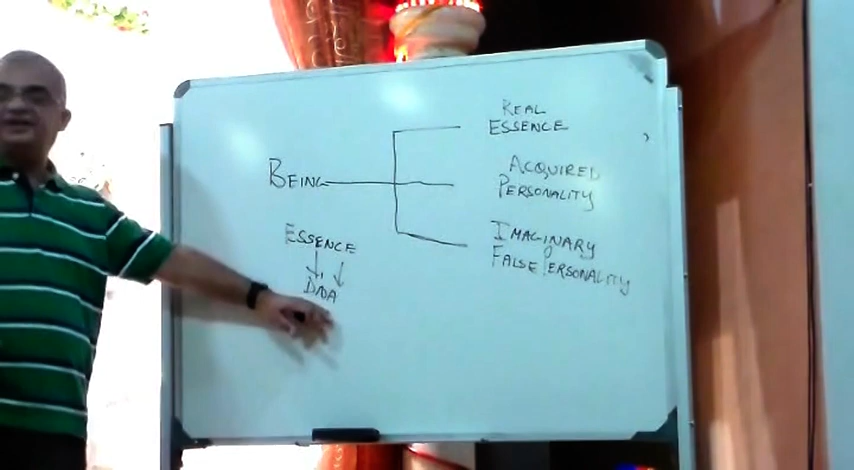 REAL
ESSENCE
BEING
ACQUIRED
PERSONALITY
IMAGINARY
FALSE PERSONALITY
ESSENCE
DNA